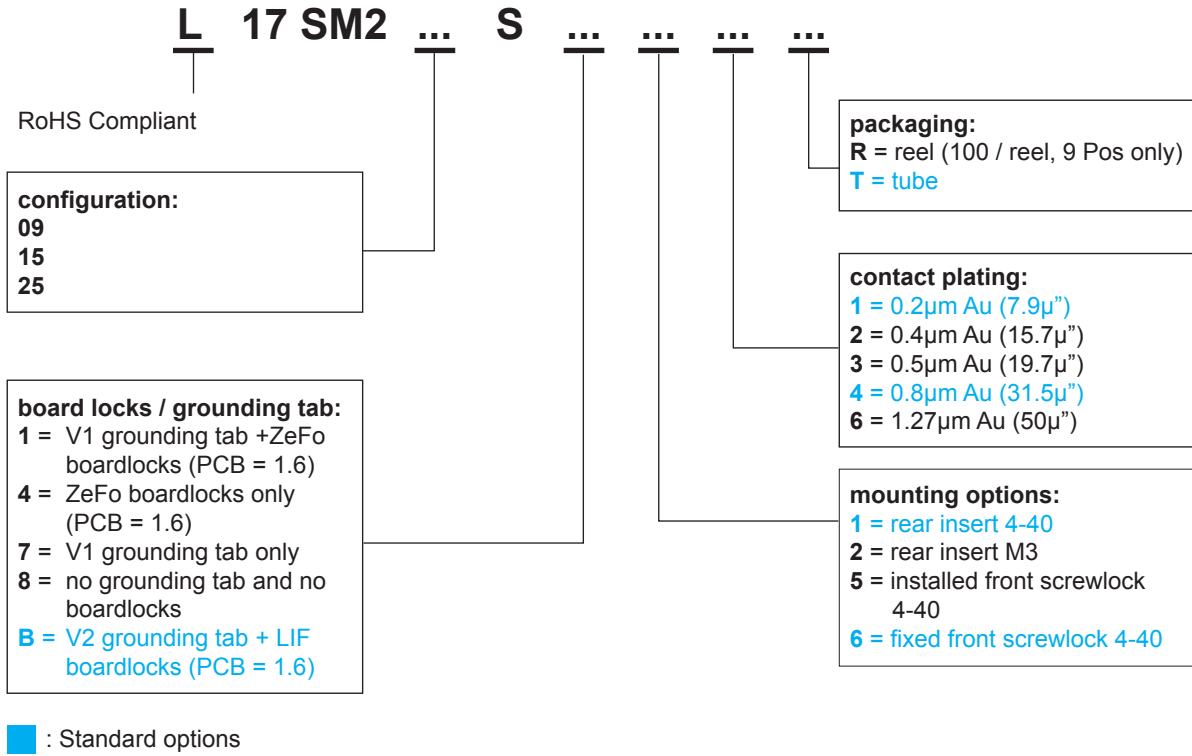 L 17 SM2 ... S ... ... ... ...
RoHS Compliant
configuration:
09
15
25
board locks / grounding tab:
1 = V1 grounding tab +ZeFo
boardlocks (PCB = 1.6)
4 = ZeFo boardlocks only
(PCB = 1.6)
7 = V1 grounding tab only
8 = no grounding tab and no
boardlocks
B = V2 grounding tab + LIF
boardlocks (PCB = 1.6)
packaging:
R = reel (100 / reel, 9 Pos only)
T = tube
contact plating:
1 = 0.2µm Au (7.9µ”)
2 = 0.4µm Au (15.7µ”)
3 = 0.5µm Au (19.7µ”)
4 = 0.8µm Au (31.5µ”)
6 = 1.27µm Au (50µ”)
mounting options:
1 = rear insert 4-40
2 = rear insert M3
5 = installed front screwlock
4-40
6 = fixed front screwlock 4-40
: Standard options